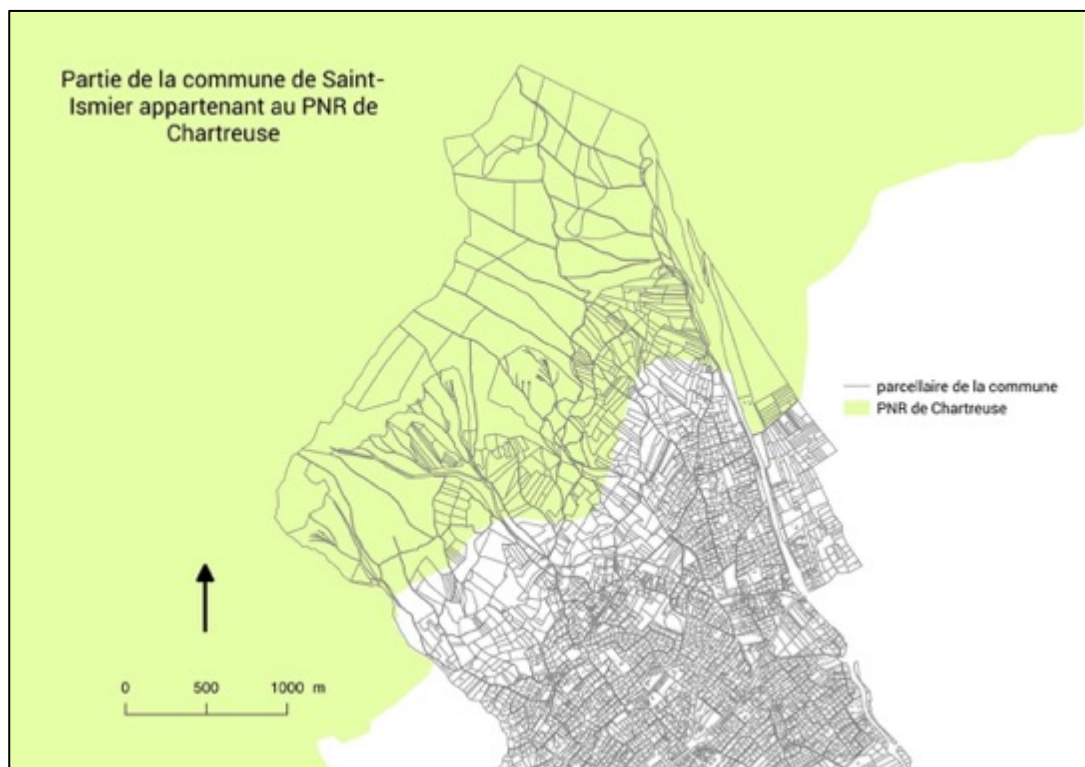 Partie de la commune de Saint-
Ismier appartenant au PNR de
Chartreuse
parcellaire de la commune
PNR de Chartreuse
0 500 1000 m